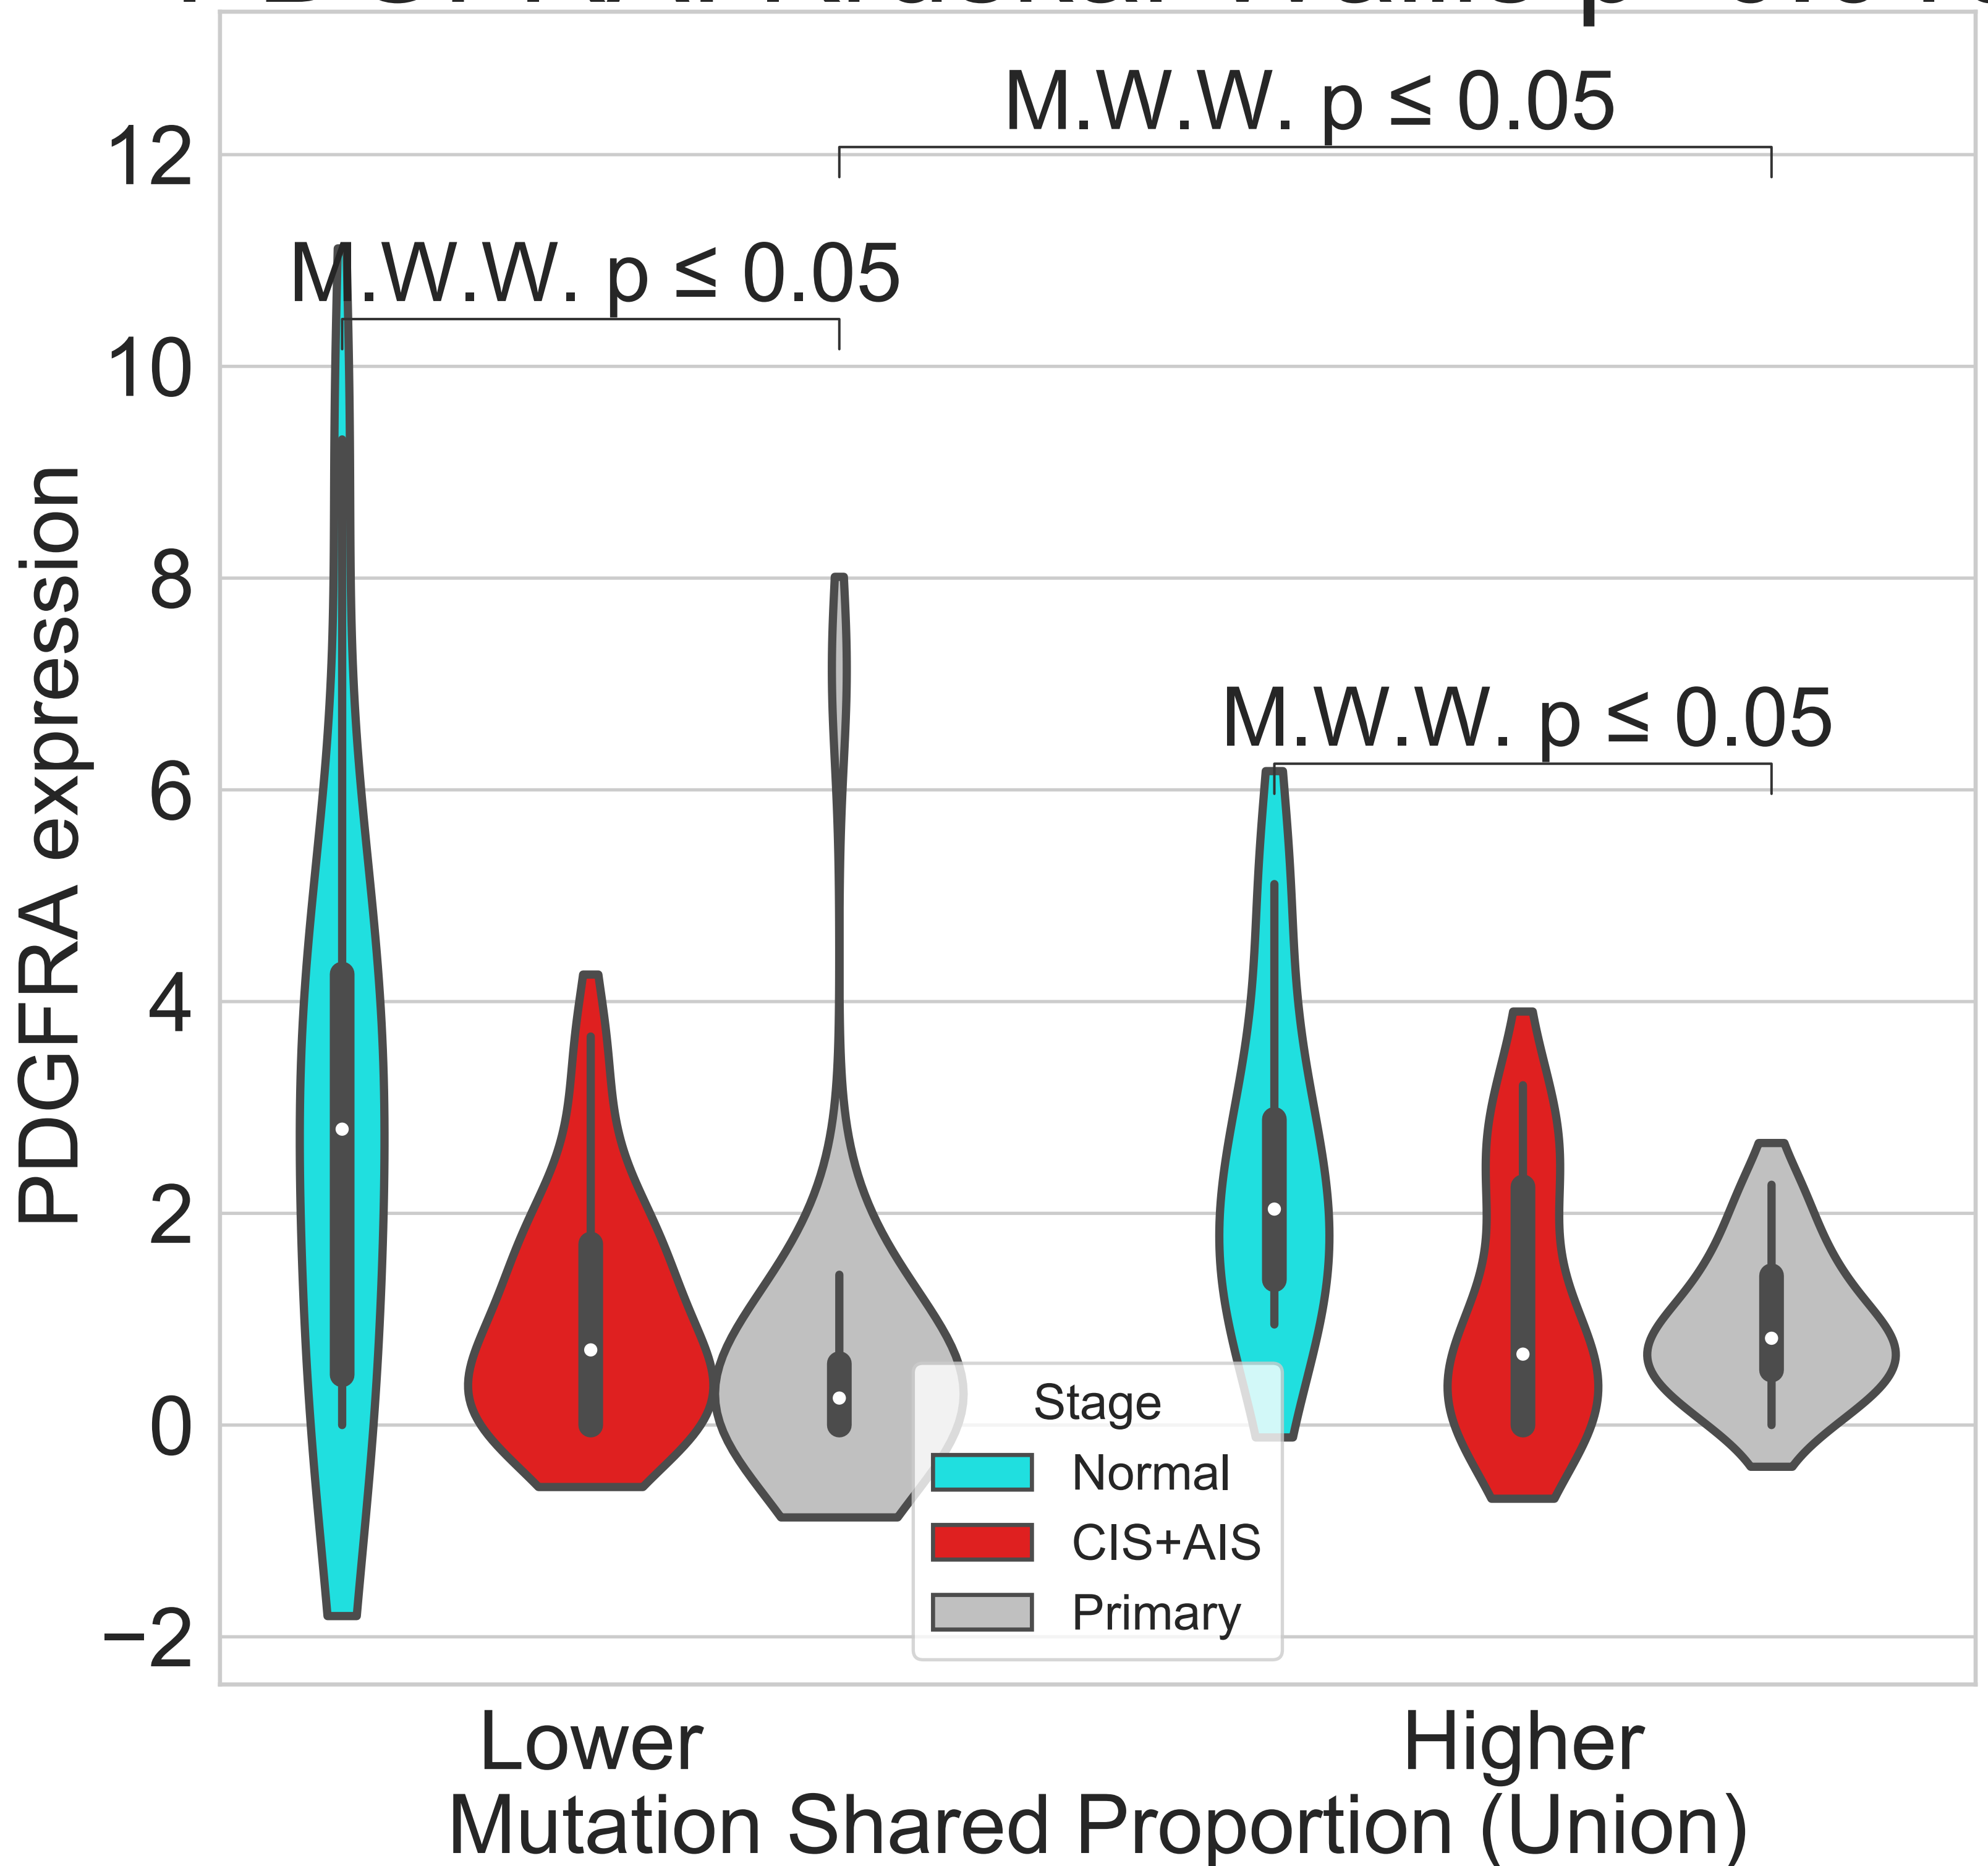 M.W.W. p ≤ 0.05
12
M.W.W. p ≤ 0.05
10
8
M.W.W. p ≤ 0.05
6
4
2
0
−2
PDGFRA expression
Stage
Normal
CIS+AIS
Primary
Lower
Higher
Mutation Shared Proportion (Union)